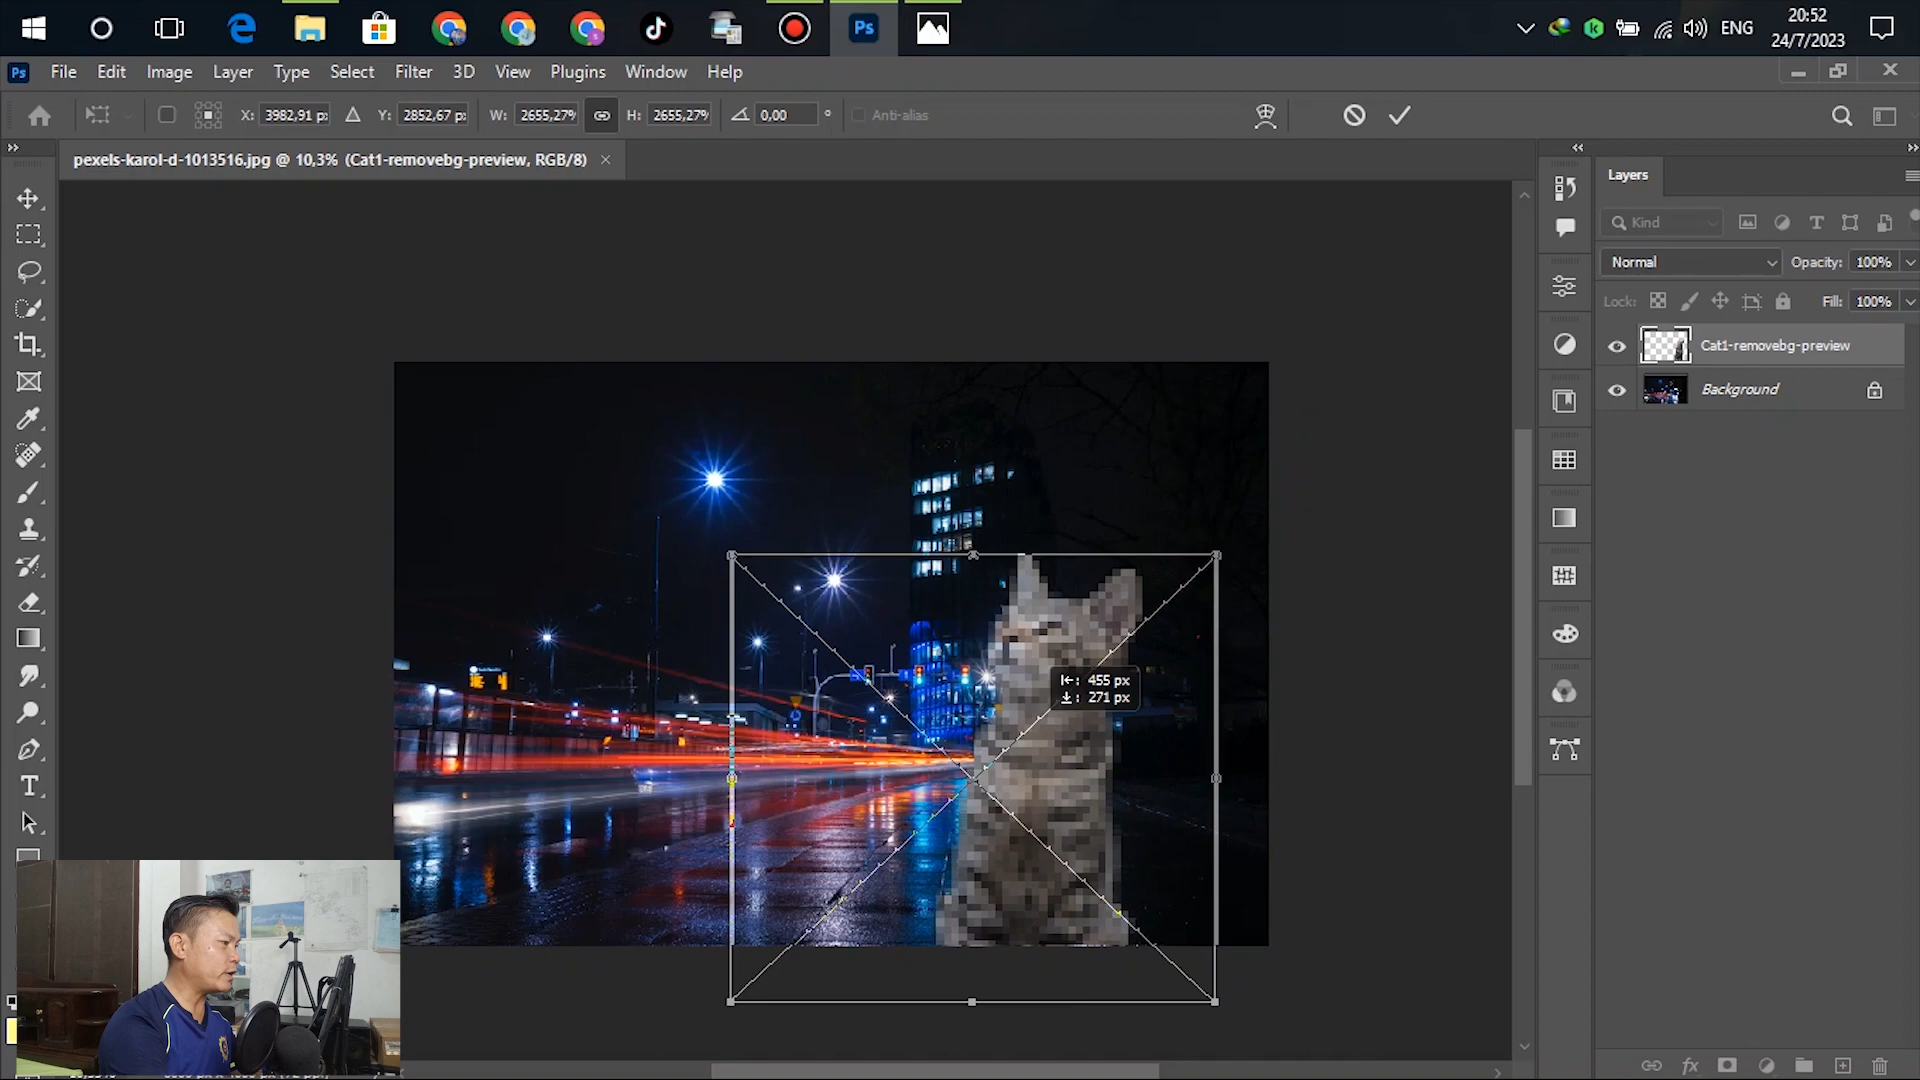 Ps
ENG
20:52
24/7/2023
Ps File Edit Image Layer Type Select Filter 3D View Plugins Window Help
X: 3982,91 p Y: 2852,67 p W: 2655,27% H: 2655,27% 0,00 ° Anti-alias
pexels-karol-d-1013516.jpg @ 10,3% (Cat1-removebg-preview, RGB/8) ×
Layers
Kind
Normal Opacity: 100%
Lock: Fill: 100%
Cat1-removebg-preview
Background
455 px
271 px
T
fx